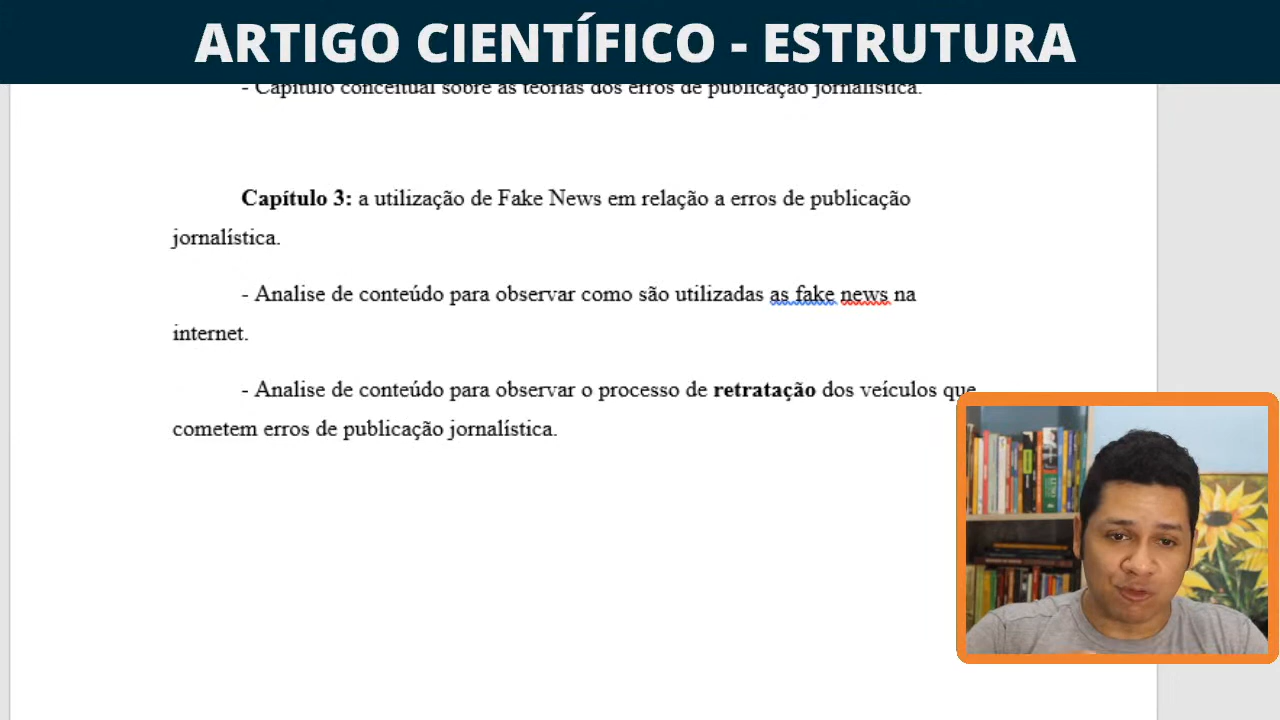 ARTIGO CIENTÍFICO - ESTRUTURA
- Capítulo conceitual sobre as teorias dos erros de publicação jornalística.
Capítulo 3: a utilização de Fake News em relação a erros de publicação
jornalística.
- Analise de conteúdo para observar como são utilizadas as fake news na
internet.
- Analise de conteúdo para observar o processo de retratação dos veículos que
cometem erros de publicação jornalística.